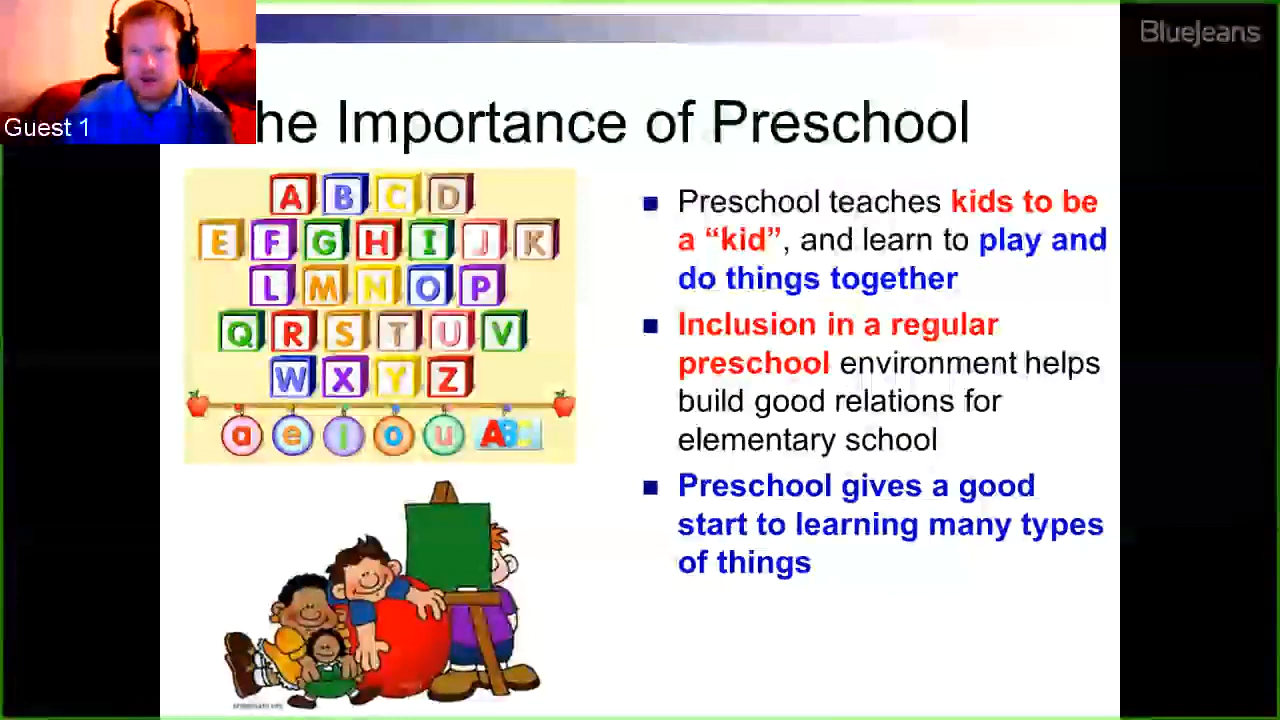 BlueJeans
Guest 1
he Importance of Preschool
A B C D
E F G H I J K
L M N O P
Q R S T U V
W X Y Z
a e i o u ABC
Preschool teaches kids to be
a “kid”, and learn to play and
do things together
Inclusion in a regular
preschool environment helps
build good relations for
elementary school
Preschool gives a good
start to learning many types
of things